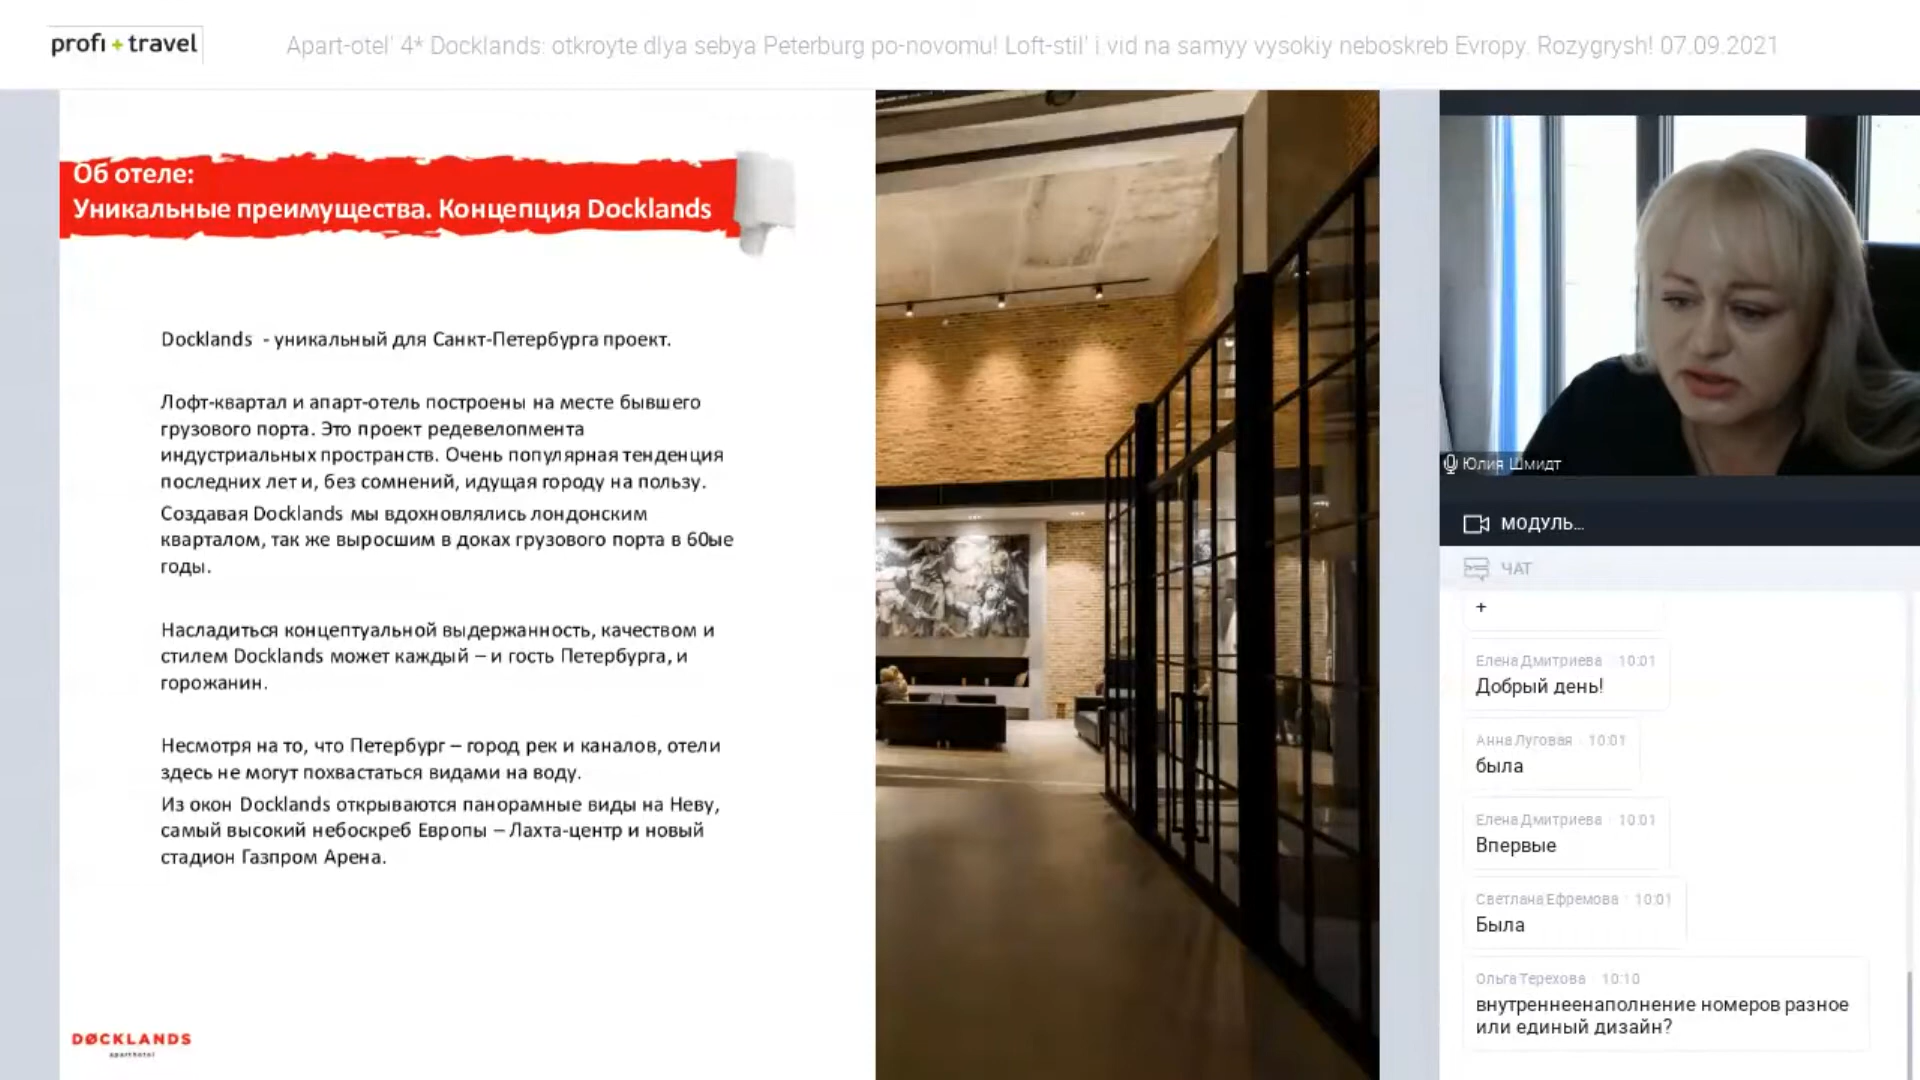 profi + travel
Apart-otel' 4* Docklands: otkroyte dlya sebya Peterburg po-novomu! Loft-stil' i vid na samyy vysokiy neboskreb Evropy. Rozygrysh! 07.09.2021
Об отеле:
Уникальные преимущества. Концепция Docklands
Docklands - уникальный для Санкт-Петербурга проект.
Лофт-квартал и апарт-отель построены на месте бывшего
грузового порта. Это проект редевелопмента
индустриальных пространств. Очень популярная тенденция
последних лет и, без сомнений, идущая городу на пользу.
Создавая Docklands мы вдохновлялись лондонским
кварталом, так же выросшим в доках грузового порта в 60ые
годы.
Насладиться концептуальной выдержанность, качеством и
стилем Docklands может каждый – и гость Петербурга, и
горожанин.
Несмотря на то, что Петербург – город рек и каналов, отели
здесь не могут похвастаться видами на воду.
Из окон Docklands открываются панорамные виды на Неву,
самый высокий небоскреб Европы – Лахта-центр и новый
стадион Газпром Арена.
DØCKLANDS
aparthotel
Юлия Шмидт
МОДУЛЬ...
ЧАТ
+
Елена Дмитриева 10:01
Добрый день!
Анна Луговая 10:01
была
Елена Дмитриева 10:01
Впервые
Светлана Ефремова 10:01
Была
Ольга Терехова 10:10
внутреннеенаполнение номеров разное
или единый дизайн?